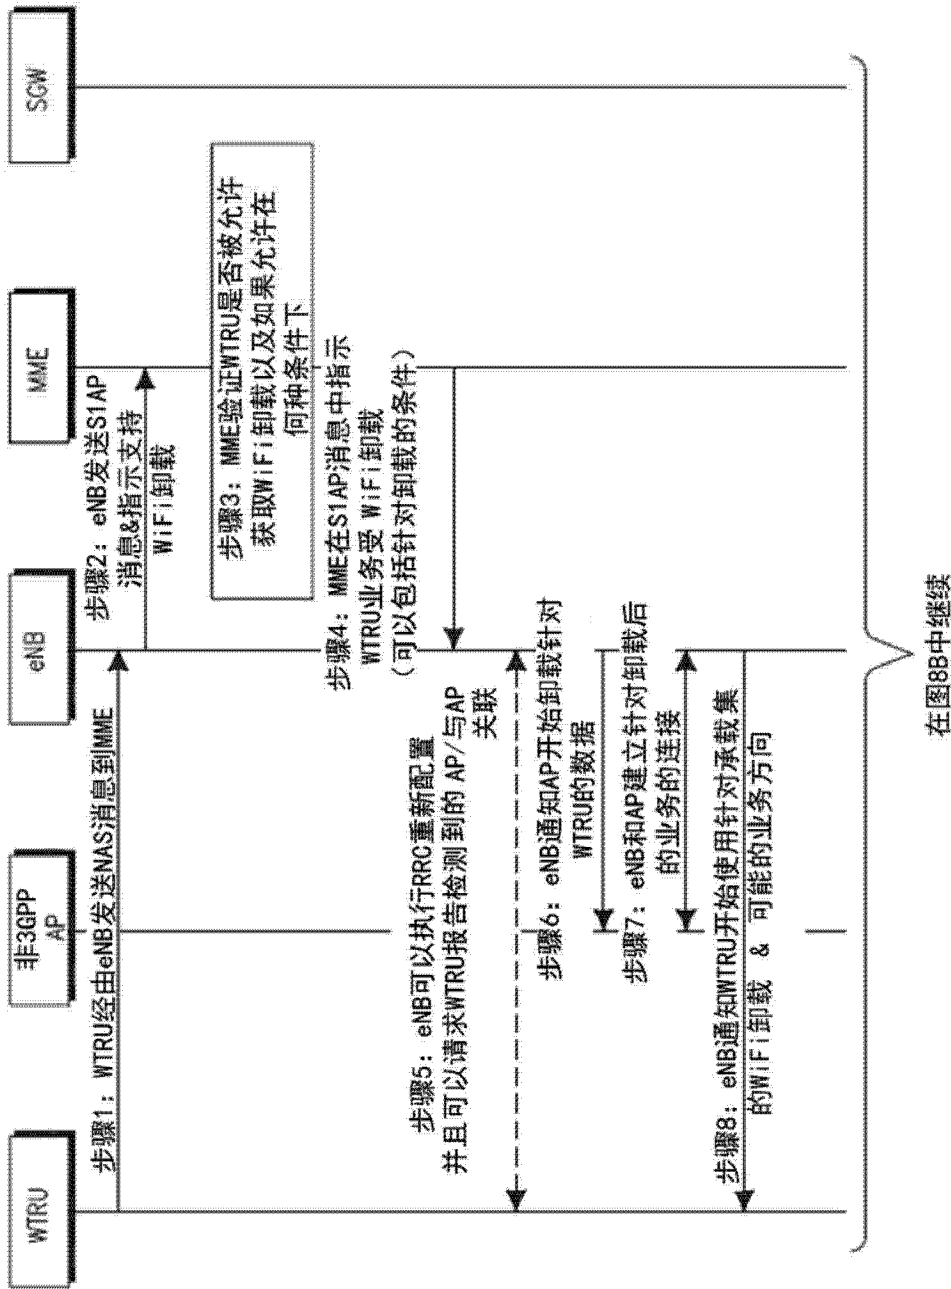 WTRU
非3GPP
AP
eNB
MME
SGW
步骤1：WTRU经由eNB发送NAS消息到MME
步骤2：eNB发送S1AP
消息&指示支持
WiFi卸载
步骤3：MME验证WTRU是否被允许
获取WiFi卸载以及如果允许在
何种条件下
步骤4：MME在S1AP消息中指示
WTRU业务受 WiFi卸载
（可以包括针对卸载的条件）
步骤5：eNB可以执行RRC重新配置
并且可以请求WTRU报告检测到的 AP/与AP
关联
步骤6：eNB通知AP开始卸载针对
WTRU的数据
步骤7：eNB和AP建立针对卸载后
的业务的连接
步骤8：eNB通知WTRU开始使用针对承载集
的WiFi卸载 & 可能的业务方向
在图8B中继续